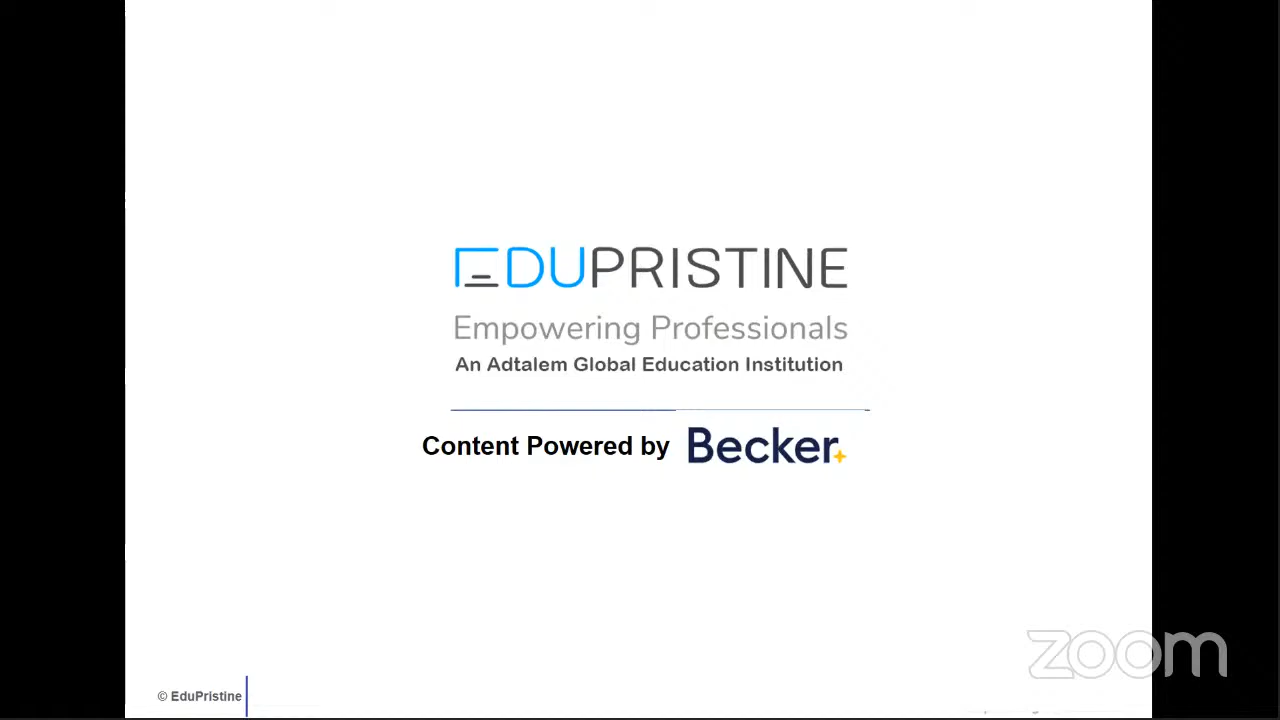 EDUPRISTINE
Empowering Professionals
An Adtalem Global Education Institution
Content Powered by Becker
zoom
© EduPristine